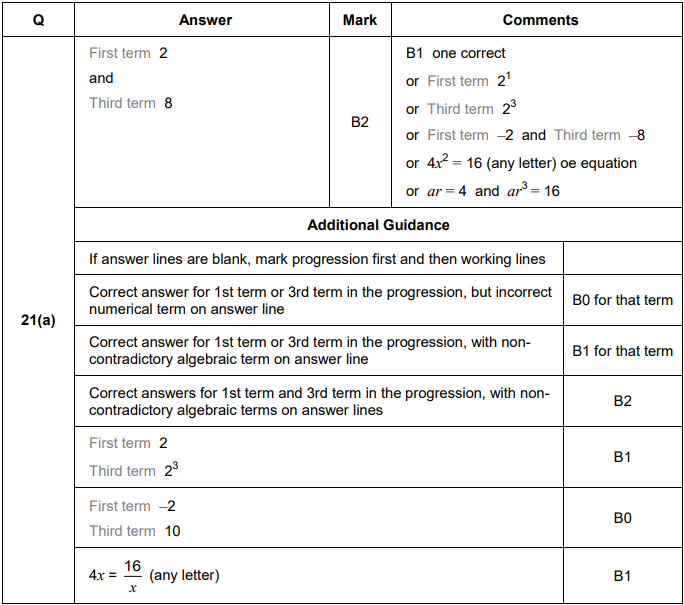 Q Answer Mark Comments
21(a)
First term 2
and
Third term 8
B2
B1 one correct
or First term 2¹
or Third term 2³
or First term –2 and Third term –8
or 4x² = 16 (any letter) oe equation
or ar = 4 and ar³ = 16
Additional Guidance
If answer lines are blank, mark progression first and then working lines
Correct answer for 1st term or 3rd term in the progression, but incorrect
numerical term on answer line
B0 for that term
Correct answer for 1st term or 3rd term in the progression, with non-
contradictory algebraic term on answer line
B1 for that term
Correct answers for 1st term and 3rd term in the progression, with non-
contradictory algebraic terms on answer lines
B2
First term 2
Third term 2³
B1
First term –2
Third term 10
B0
4x = 16/x (any letter)
B1